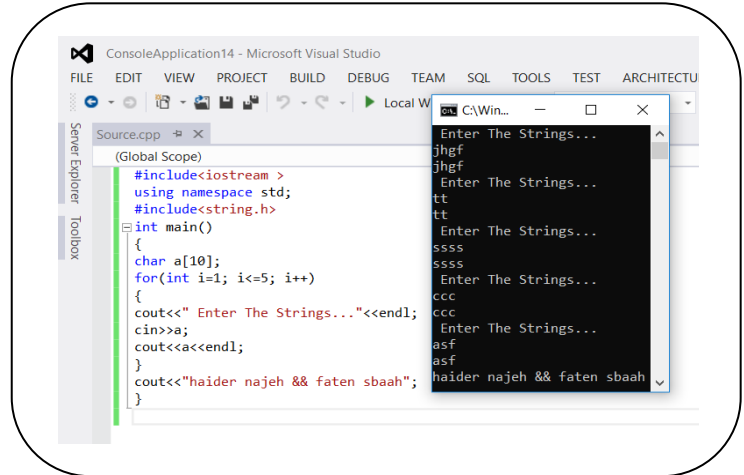 ConsoleApplication14 - Microsoft Visual Studio
FILE EDIT VIEW PROJECT BUILD DEBUG TEAM SQL TOOLS TEST ARCHITECTU
Local W
Server Explorer
Toolbox
Source.cpp
(Global Scope)
#include<iostream >
using namespace std;
#include<string.h>
int main()
{
char a[10];
for(int i=1; i<=5; i++)
{
cout<<" Enter The Strings..."<<endl;
cin>>a;
cout<<a<<endl;
}
cout<<"haider najeh && faten sbaah";
}
C:\Win...
Enter The Strings...
jhgf
jhgf
Enter The Strings...
tt
tt
Enter The Strings...
ssss
ssss
Enter The Strings...
ccc
ccc
Enter The Strings...
asf
asf
haider najeh && faten sbaah